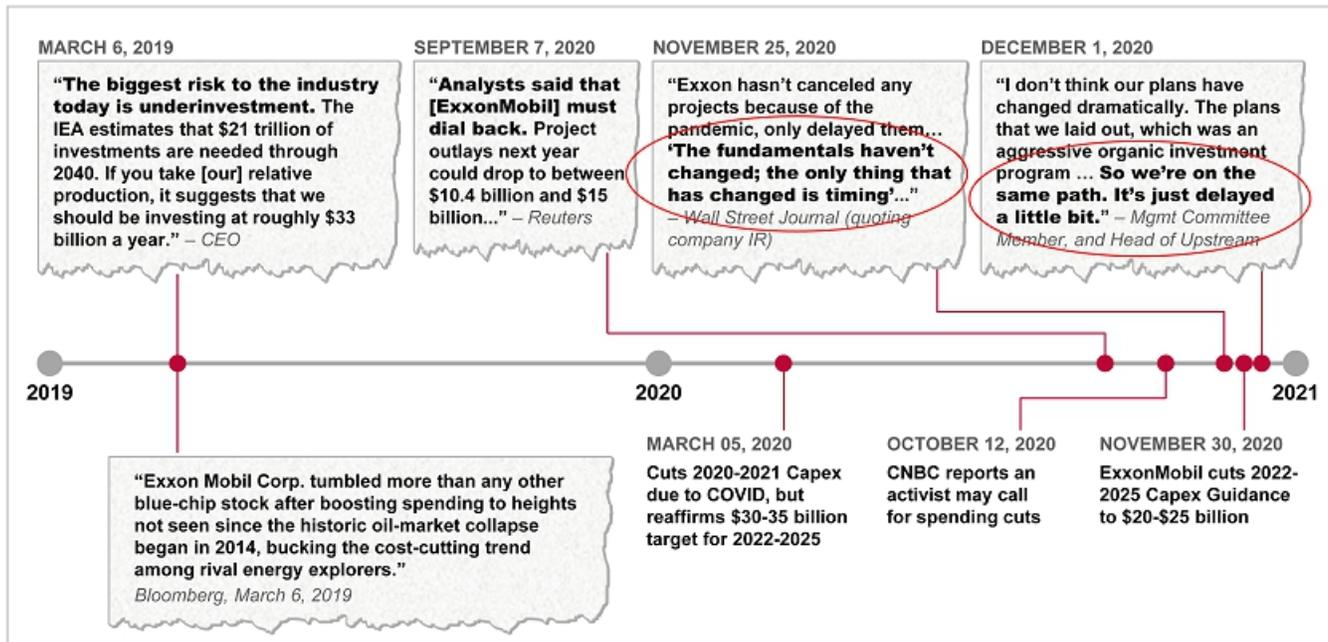 MARCH 6, 2019
“The biggest risk to the industry
today is underinvestment. The
IEA estimates that $21 trillion of
investments are needed through
2040. If you take [our] relative
production, it suggests that we
should be investing at roughly $33
billion a year.” – CEO
SEPTEMBER 7, 2020
“Analysts said that
[ExxonMobil] must
dial back. Project
outlays next year
could drop to between
$10.4 billion and $15
billion...” – Reuters
NOVEMBER 25, 2020
“Exxon hasn’t canceled any
projects because of the
pandemic, only delayed them…
‘The fundamentals haven’t
changed; the only thing that
has changed is timing’...”
– Wall Street Journal (quoting
company IR)
DECEMBER 1, 2020
“I don’t think our plans have
changed dramatically. The plans
that we laid out, which was an
aggressive organic investment
program … So we’re on the
same path. It’s just delayed
a little bit.” – Mgmt Committee
Member, and Head of Upstream
2019
2020
2021
“Exxon Mobil Corp. tumbled more than any other
blue-chip stock after boosting spending to heights
not seen since the historic oil-market collapse
began in 2014, bucking the cost-cutting trend
among rival energy explorers.”
Bloomberg, March 6, 2019
MARCH 05, 2020
Cuts 2020-2021 Capex
due to COVID, but
reaffirms $30-35 billion
target for 2022-2025
OCTOBER 12, 2020
CNBC reports an
activist may call
for spending cuts
NOVEMBER 30, 2020
ExxonMobil cuts 2022-
2025 Capex Guidance
to $20-$25 billion